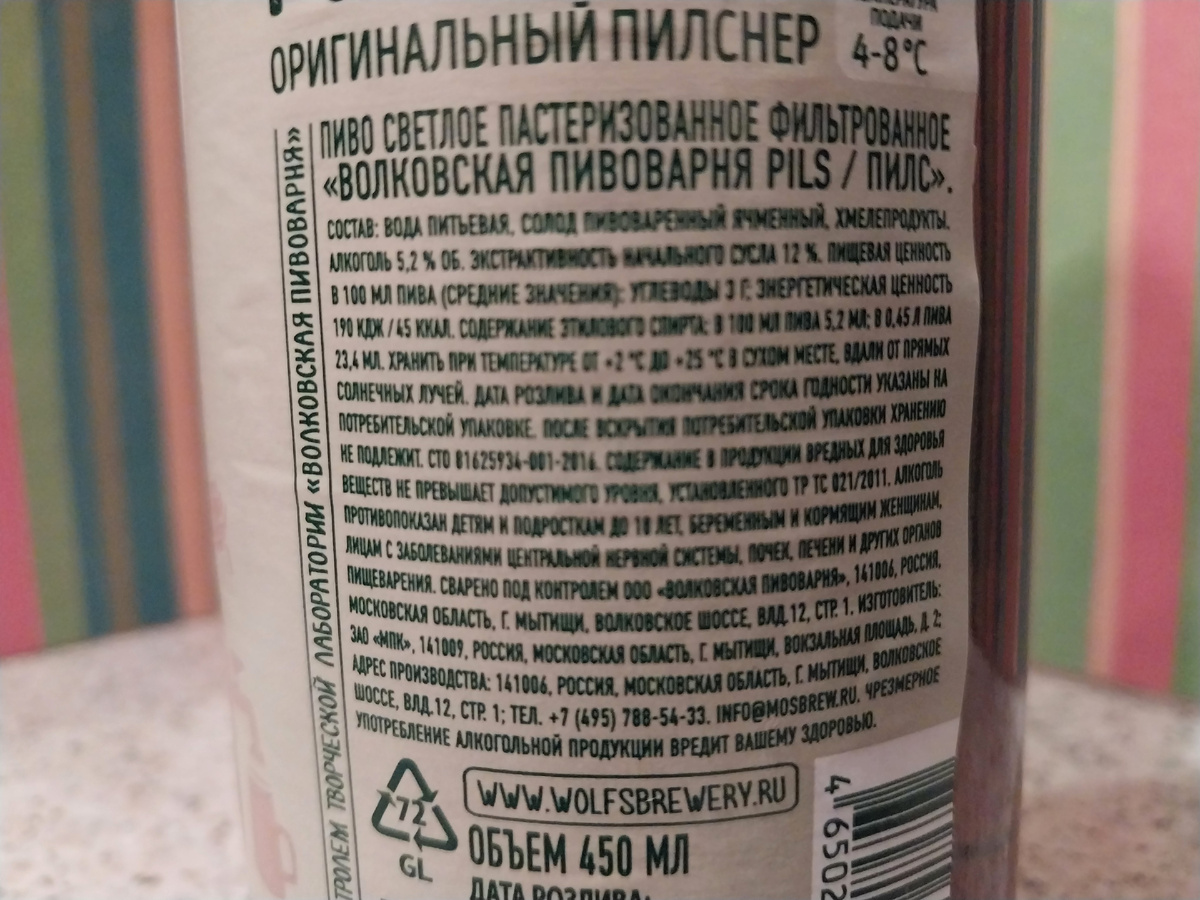 ОРИГИНАЛЬНЫЙ ПИЛСНЕР
ПОДАЧИ
4-8°C
ПИВО СВЕТЛОЕ ПАСТЕРИЗОВАННОЕ ФИЛЬТРОВАННОЕ
«ВОЛКОВСКАЯ ПИВОВАРНЯ PILS / ПИЛС».
СОСТАВ: ВОДА ПИТЬЕВАЯ, СОЛОД ПИВОВАРЕННЫЙ ЯЧМЕННЫЙ, ХМЕЛЕПРОДУКТЫ.
АЛКОГОЛЬ 5,2 % ОБ. ЭКСТРАКТИВНОСТЬ НАЧАЛЬНОГО СУСЛА 12 %. ПИЩЕВАЯ ЦЕННОСТЬ
В 100 МЛ ПИВА (СРЕДНИЕ ЗНАЧЕНИЯ): УГЛЕВОДЫ 3 Г; ЭНЕРГЕТИЧЕСКАЯ ЦЕННОСТЬ
190 КДЖ / 45 ККАЛ. СОДЕРЖАНИЕ ЭТИЛОВОГО СПИРТА: В 100 МЛ ПИВА 5,2 МЛ; В 0,45 Л ПИВА
23,4 МЛ. ХРАНИТЬ ПРИ ТЕМПЕРАТУРЕ ОТ +2 °C ДО +25 °C В СУХОМ МЕСТЕ, ВДАЛИ ОТ ПРЯМЫХ
СОЛНЕЧНЫХ ЛУЧЕЙ. ДАТА РОЗЛИВА И ДАТА ОКОНЧАНИЯ СРОКА ГОДНОСТИ УКАЗАНЫ НА
ПОТРЕБИТЕЛЬСКОЙ УПАКОВКЕ. ПОСЛЕ ВСКРЫТИЯ ПОТРЕБИТЕЛЬСКОЙ УПАКОВКИ ХРАНЕНИЮ
НЕ ПОДЛЕЖИТ. СТО 81625934-001-2016. СОДЕРЖАНИЕ В ПРОДУКЦИИ ВРЕДНЫХ ДЛЯ ЗДОРОВЬЯ
ВЕЩЕСТВ НЕ ПРЕВЫШАЕТ ДОПУСТИМОГО УРОВНЯ, УСТАНОВЛЕННОГО ТР ТС 021/2011. АЛКОГОЛЬ
ПРОТИВОПОКАЗАН ДЕТЯМ И ПОДРОСТКАМ ДО 18 ЛЕТ, БЕРЕМЕННЫМ И КОРМЯЩИМ ЖЕНЩИНАМ,
ЛИЦАМ С ЗАБОЛЕВАНИЯМИ ЦЕНТРАЛЬНОЙ НЕРВНОЙ СИСТЕМЫ, ПОЧЕК, ПЕЧЕНИ И ДРУГИХ ОРГАНОВ
ПИЩЕВАРЕНИЯ. СВАРЕНО ПОД КОНТРОЛЕМ ООО «ВОЛКОВСКАЯ ПИВОВАРНЯ», 141006, РОССИЯ,
МОСКОВСКАЯ ОБЛАСТЬ, Г. МЫТИЩИ, ВОЛКОВСКОЕ ШОССЕ, ВЛД.12, СТР. 1. ИЗГОТОВИТЕЛЬ:
ЗАО «МПК», 141009, РОССИЯ, МОСКОВСКАЯ ОБЛАСТЬ, Г. МЫТИЩИ, ВОКЗАЛЬНАЯ ПЛОЩАДЬ, Д. 2;
АДРЕС ПРОИЗВОДСТВА: 141006, РОССИЯ, МОСКОВСКАЯ ОБЛАСТЬ, Г. МЫТИЩИ, ВОЛКОВСКОЕ
ШОССЕ, ВЛД.12, СТР. 1; ТЕЛ. +7 (495) 788-54-33. INFO@MOSBREW.RU. ЧРЕЗМЕРНОЕ
УПОТРЕБЛЕНИЕ АЛКОГОЛЬНОЙ ПРОДУКЦИИ ВРЕДИТ ВАШЕМУ ЗДОРОВЬЮ.
ТРОЛЕМ ТВОРЧЕСКОЙ ЛАБОРАТОРИИ «ВОЛКОВСКАЯ ПИВОВАРНЯ»
72
GL
WWW.WOLFSBREWERY.RU
ОБЪЕМ 450 МЛ
ДАТА РОЗЛИВА:
4 6502